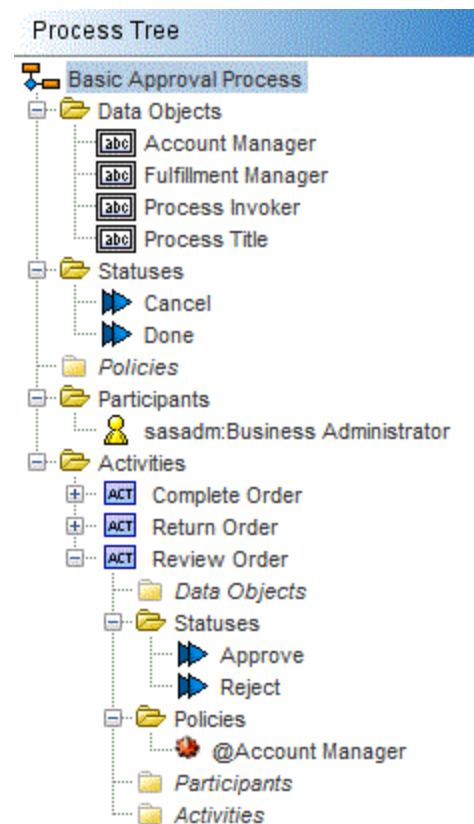 Process Tree
Basic Approval Process
Data Objects
abc Account Manager
abc Fulfillment Manager
abc Process Invoker
abc Process Title
Statuses
Cancel
Done
Policies
Participants
sasadm:Business Administrator
Activities
ACT Complete Order
ACT Return Order
ACT Review Order
Data Objects
Statuses
Approve
Reject
Policies
@Account Manager
Participants
Activities